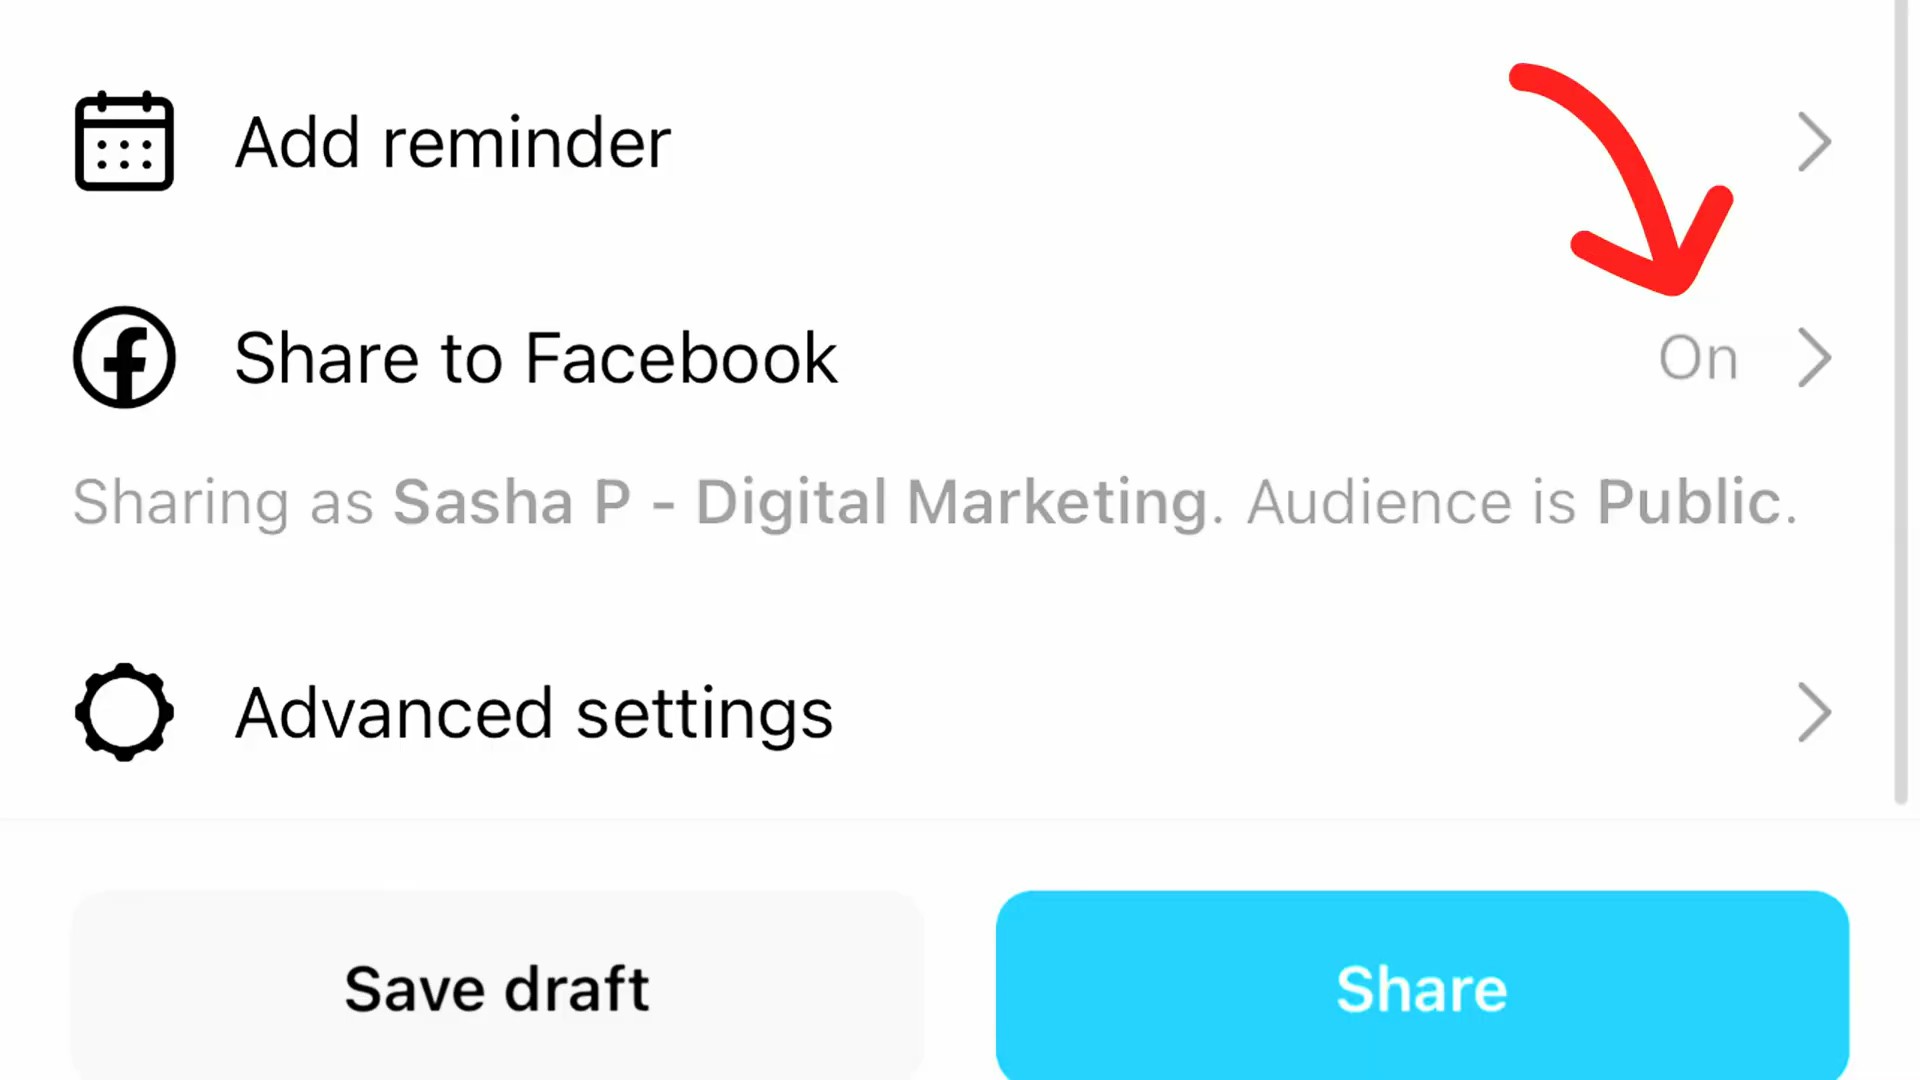 Add reminder
Share to Facebook On
Sharing as Sasha P - Digital Marketing. Audience is Public.
Advanced settings
Save draft Share